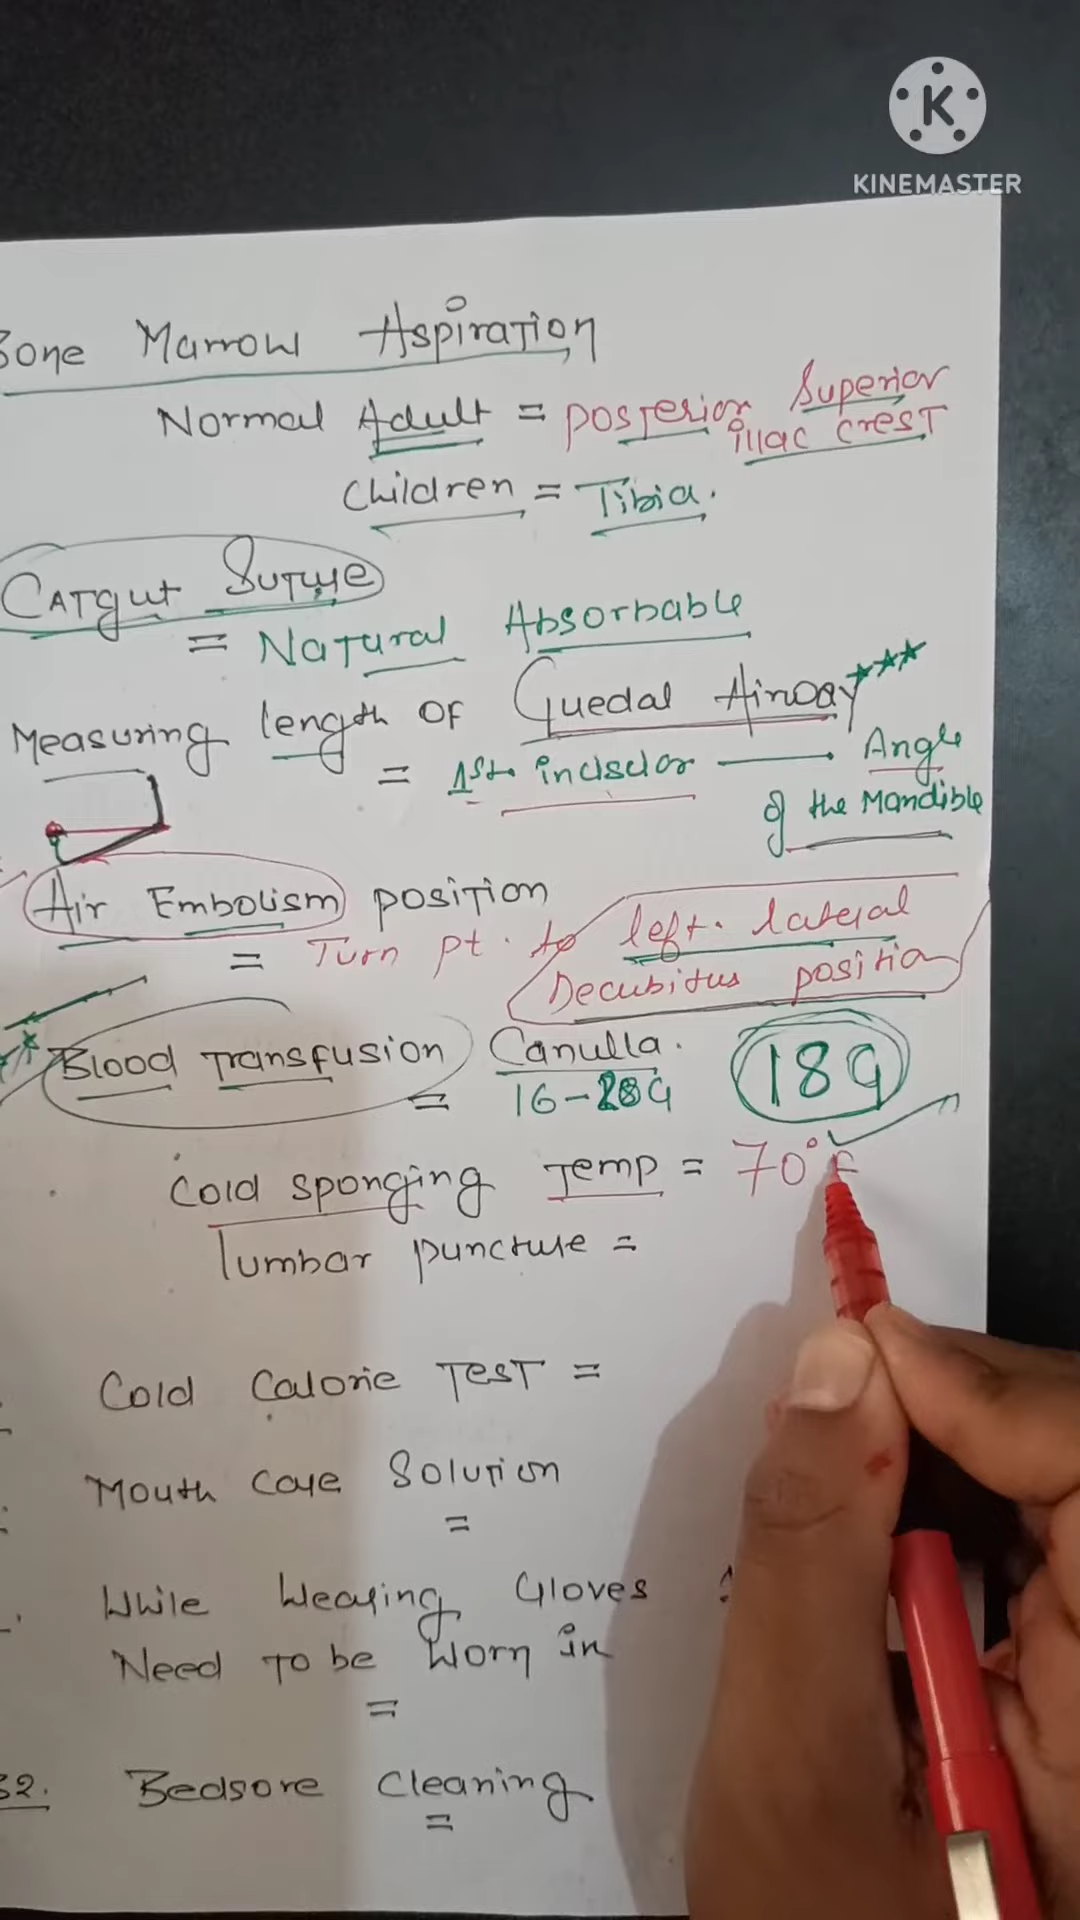 KINEMASTER
Bone Marrow Aspiration
Normal Adult = Posterior Superior
illac crest
Children = Tibia.
Catgut Suture
= Natural Absorbable
Measuring length of Guedal Airway
= 1st incisor — Angle
of the Mandible
Air Embolism position
= Turn pt. to left. lateral
Decubitus position
Blood Transfusion Canulla.
= 16-18G 18G
Cold sponging Temp = 70°F
lumbar puncture =
Cold Calorie Test =
Mouth Care Solution
=
While Wearing Gloves
Need to be Worn in
=
32. Bedsore Cleaning
=